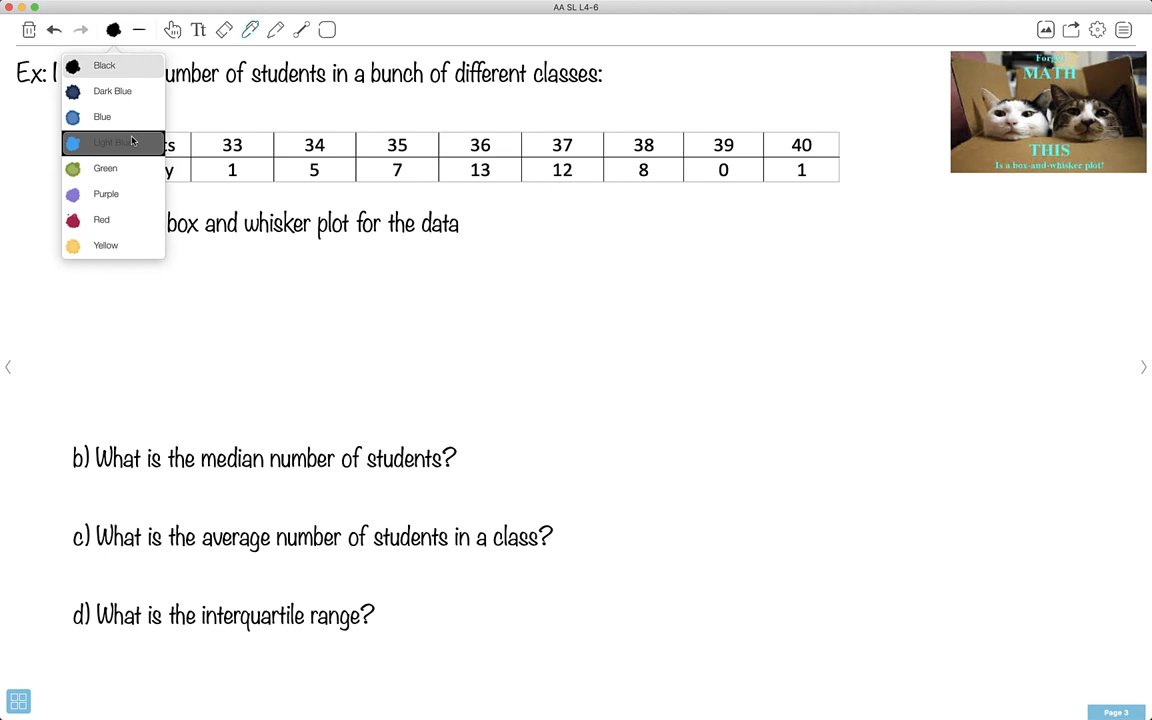 AA SL L4-6
Tt
Black
Dark Blue
Blue
Light Blue
Green
Purple
Red
Yellow
Ex: umber of students in a bunch of different classes:
ts 33 34 35 36 37 38 39 40
y 1 5 7 13 12 8 0 1
box and whisker plot for the data
b) What is the median number of students?
c) What is the average number of students in a class?
d) What is the interquartile range?
MATH
THIS
Is a box-and-whisker plot!
Page 3